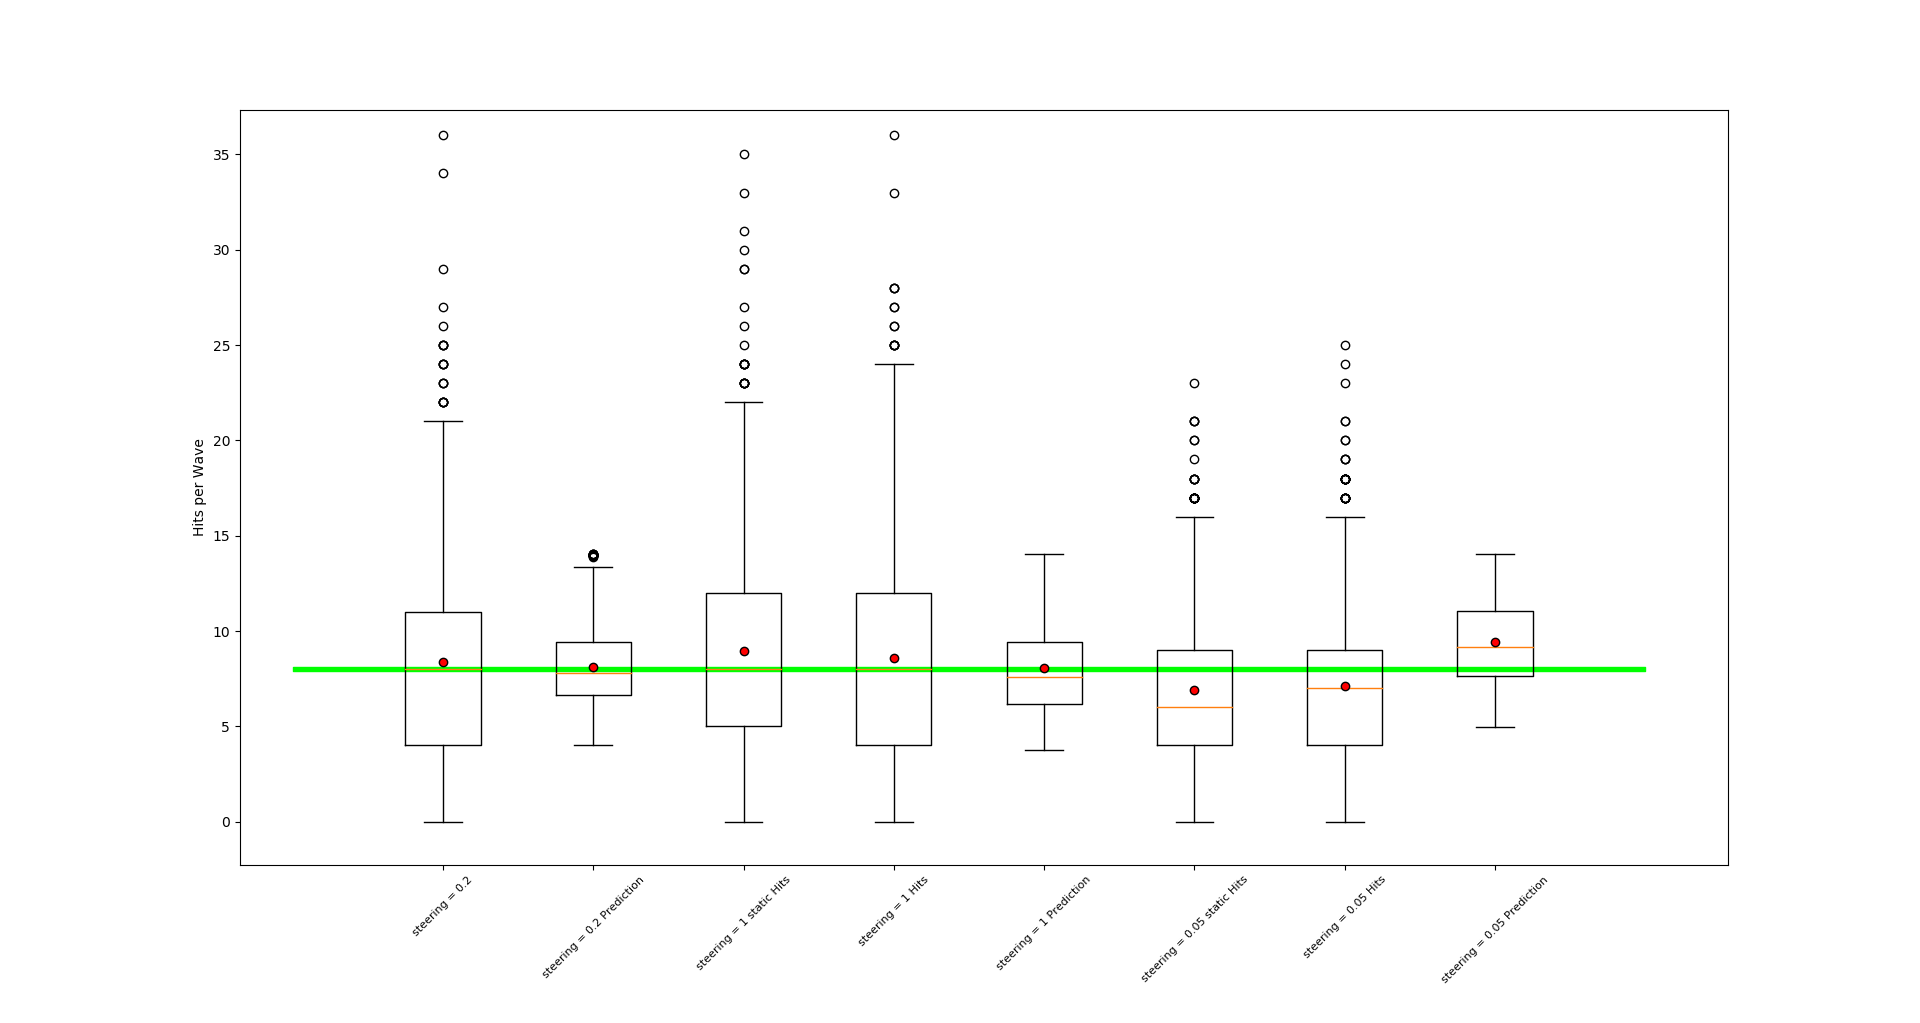 35
30
25
20
15
10
5
0
Hits per Wave
steering = 0.2
steering = 0.2 Prediction
steering = 1 static Hits
steering = 1 Hits
steering = 1 Prediction
steering = 0.05 static Hits
steering = 0.05 Hits
steering = 0.05 Prediction